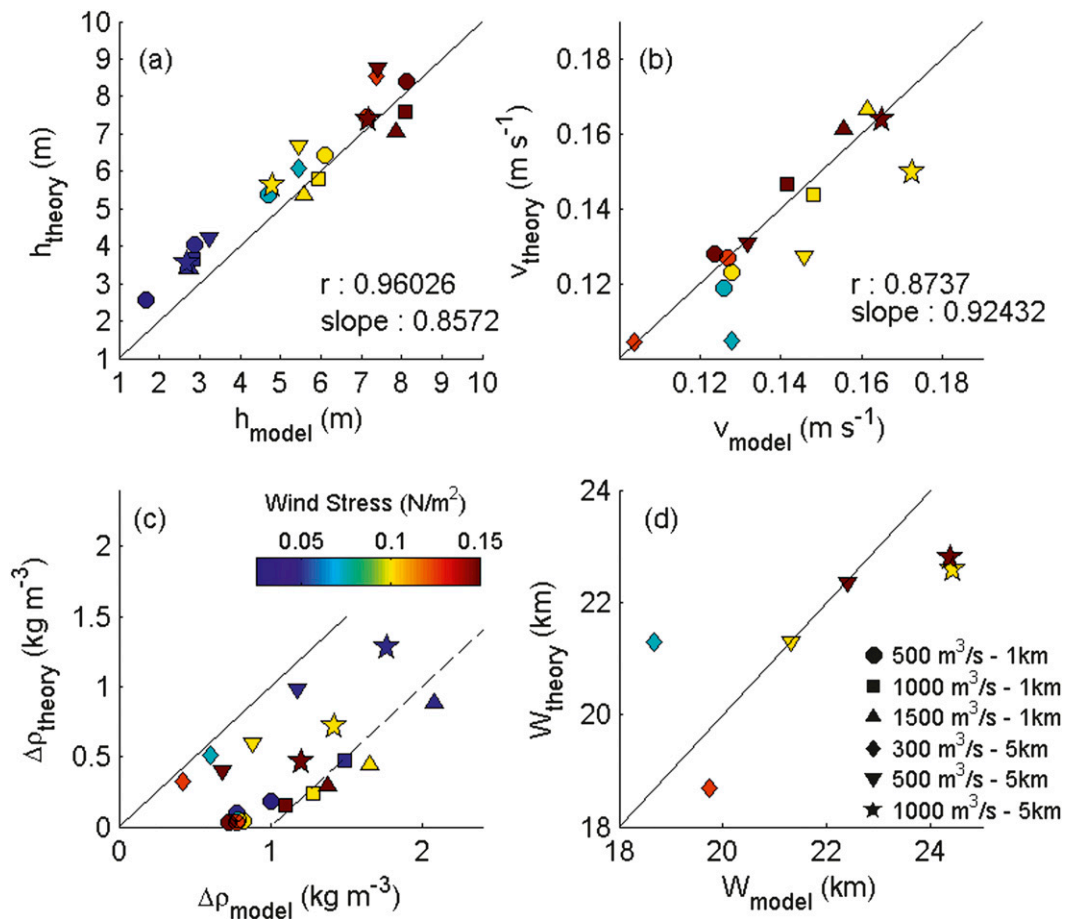 (a)
10
9
8
7
6
5
4
3
2
1
h_theory (m)
r : 0.96026
slope : 0.8572
1 2 3 4 5 6 7 8 9 10
h_model (m)
(b)
0.18
0.16
0.14
0.12
v_theory (m s⁻¹)
r : 0.8737
slope : 0.92432
0.12 0.14 0.16 0.18
v_model (m s⁻¹)
(c)
Wind Stress (N/m²)
0.05 0.1 0.15
2
1.5
1
0.5
0
Δρ_theory (kg m⁻³)
0 1 2
Δρ_model (kg m⁻³)
(d)
24
22
20
18
W_theory (km)
500 m³/s - 1km
1000 m³/s - 1km
1500 m³/s - 1km
300 m³/s - 5km
500 m³/s - 5km
1000 m³/s - 5km
18 20 22 24
W_model (km)